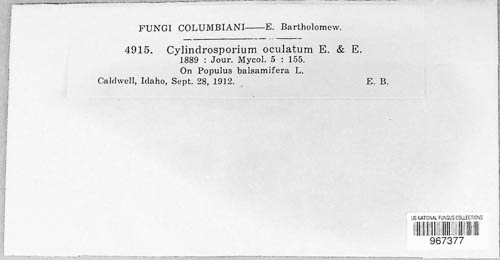 FUNGI COLUMBIANI—E. Bartholomew.
4915. Cylindrosporium oculatum E. & E.
1889 : Jour. Mycol. 5 : 155.
On Populus balsamifera L.
Caldwell, Idaho, Sept. 28, 1912. E. B.
US NATIONAL FUNGUS COLLECTIONS
967377